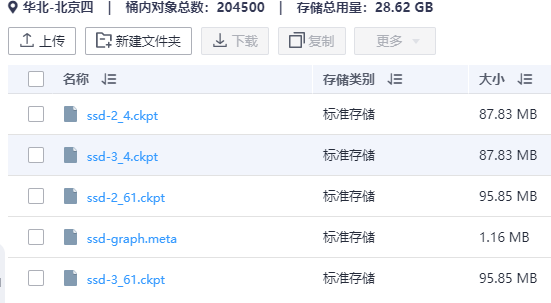 华北-北京四 | 桶内对象总数：204500 | 存储总用量：28.62 GB
上传 新建文件夹 下载 复制 更多
名称 存储类别 大小
ssd-2_4.ckpt 标准存储 87.83 MB
ssd-3_4.ckpt 标准存储 87.83 MB
ssd-2_61.ckpt 标准存储 95.85 MB
ssd-graph.meta 标准存储 1.16 MB
ssd-3_61.ckpt 标准存储 95.85 MB